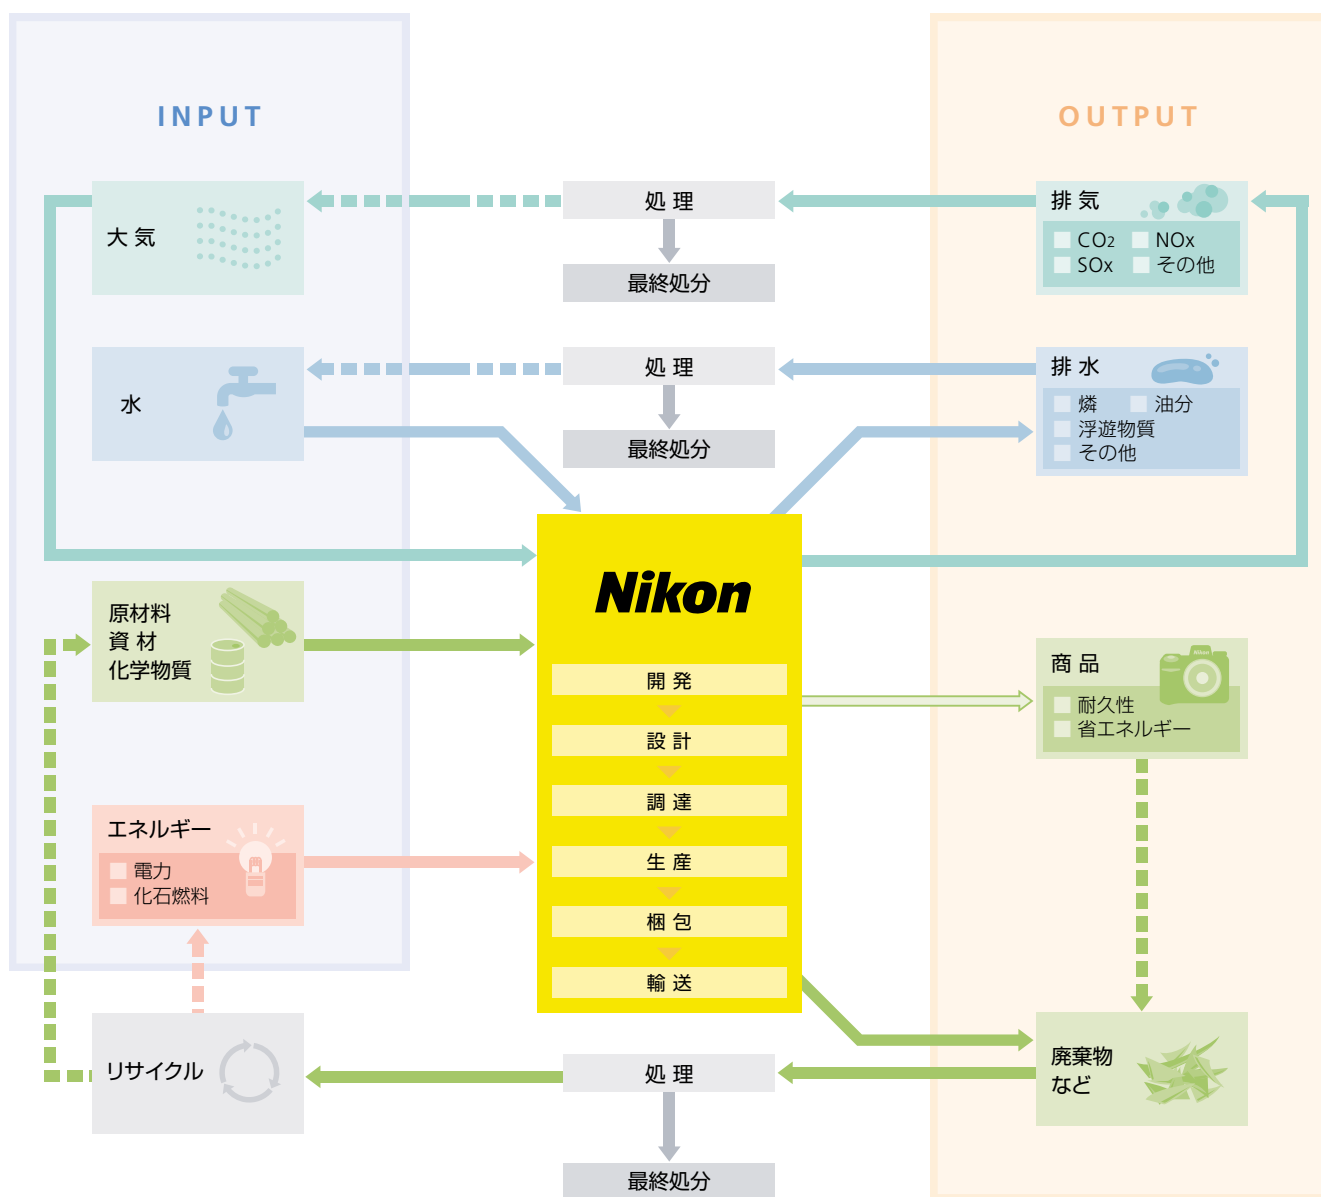 INPUT
OUTPUT
大気
処理
最終処分
排気
CO2 NOx
SOx その他
水
処理
最終処分
排水
燐 油分
浮遊物質
その他
Nikon
開発
設計
調達
生産
梱包
輸送
原材料
資材
化学物質
エネルギー
電力
化石燃料
商品
Nikon
耐久性
省エネルギー
リサイクル
処理
最終処分
廃棄物
など